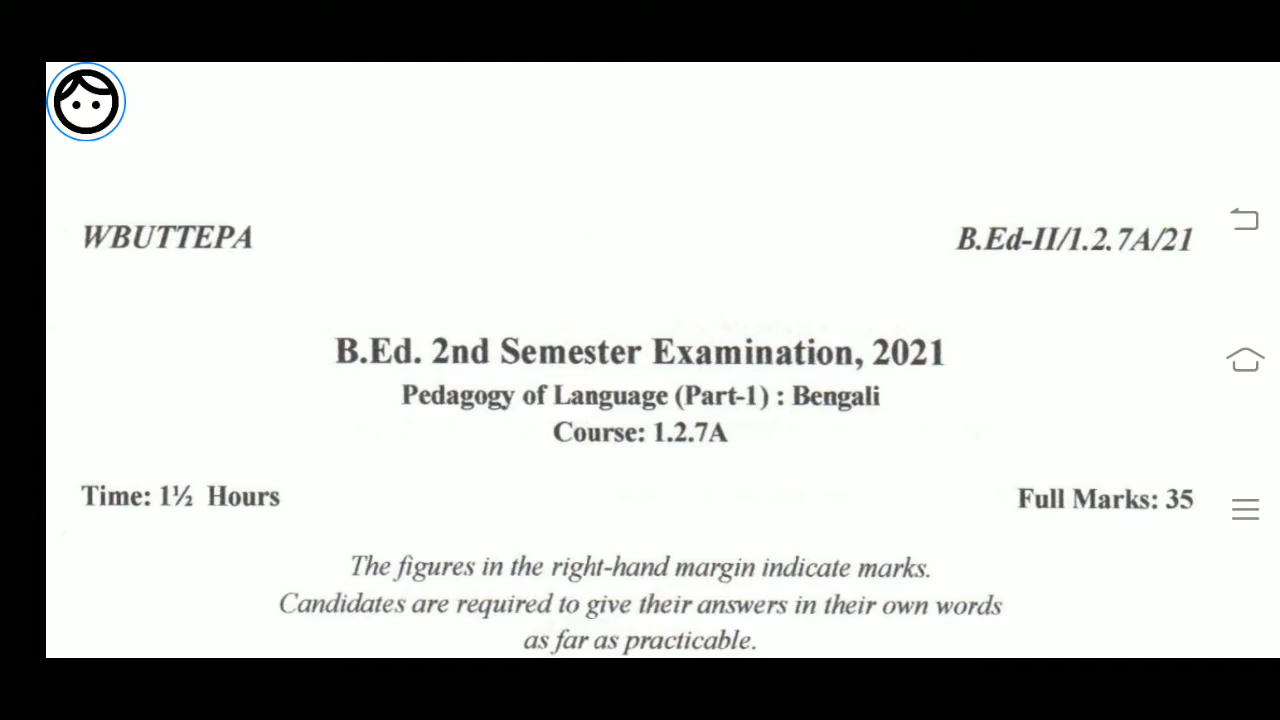 WBUTTEPA B.Ed-II/1.2.7A/21
B.Ed. 2nd Semester Examination, 2021
Pedagogy of Language (Part-1) : Bengali
Course: 1.2.7A
Time: 1½ Hours Full Marks: 35
The figures in the right-hand margin indicate marks.
Candidates are required to give their answers in their own words
as far as practicable.